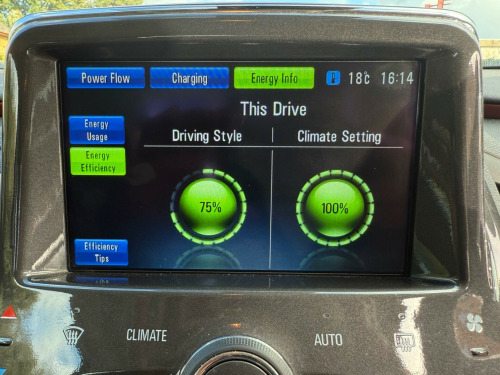 Power Flow Charging Energy Info 18°c 16:14
This Drive
Energy Usage
Driving Style Climate Setting
Energy Efficiency
75% 100%
Efficiency Tips
CLIMATE AUTO